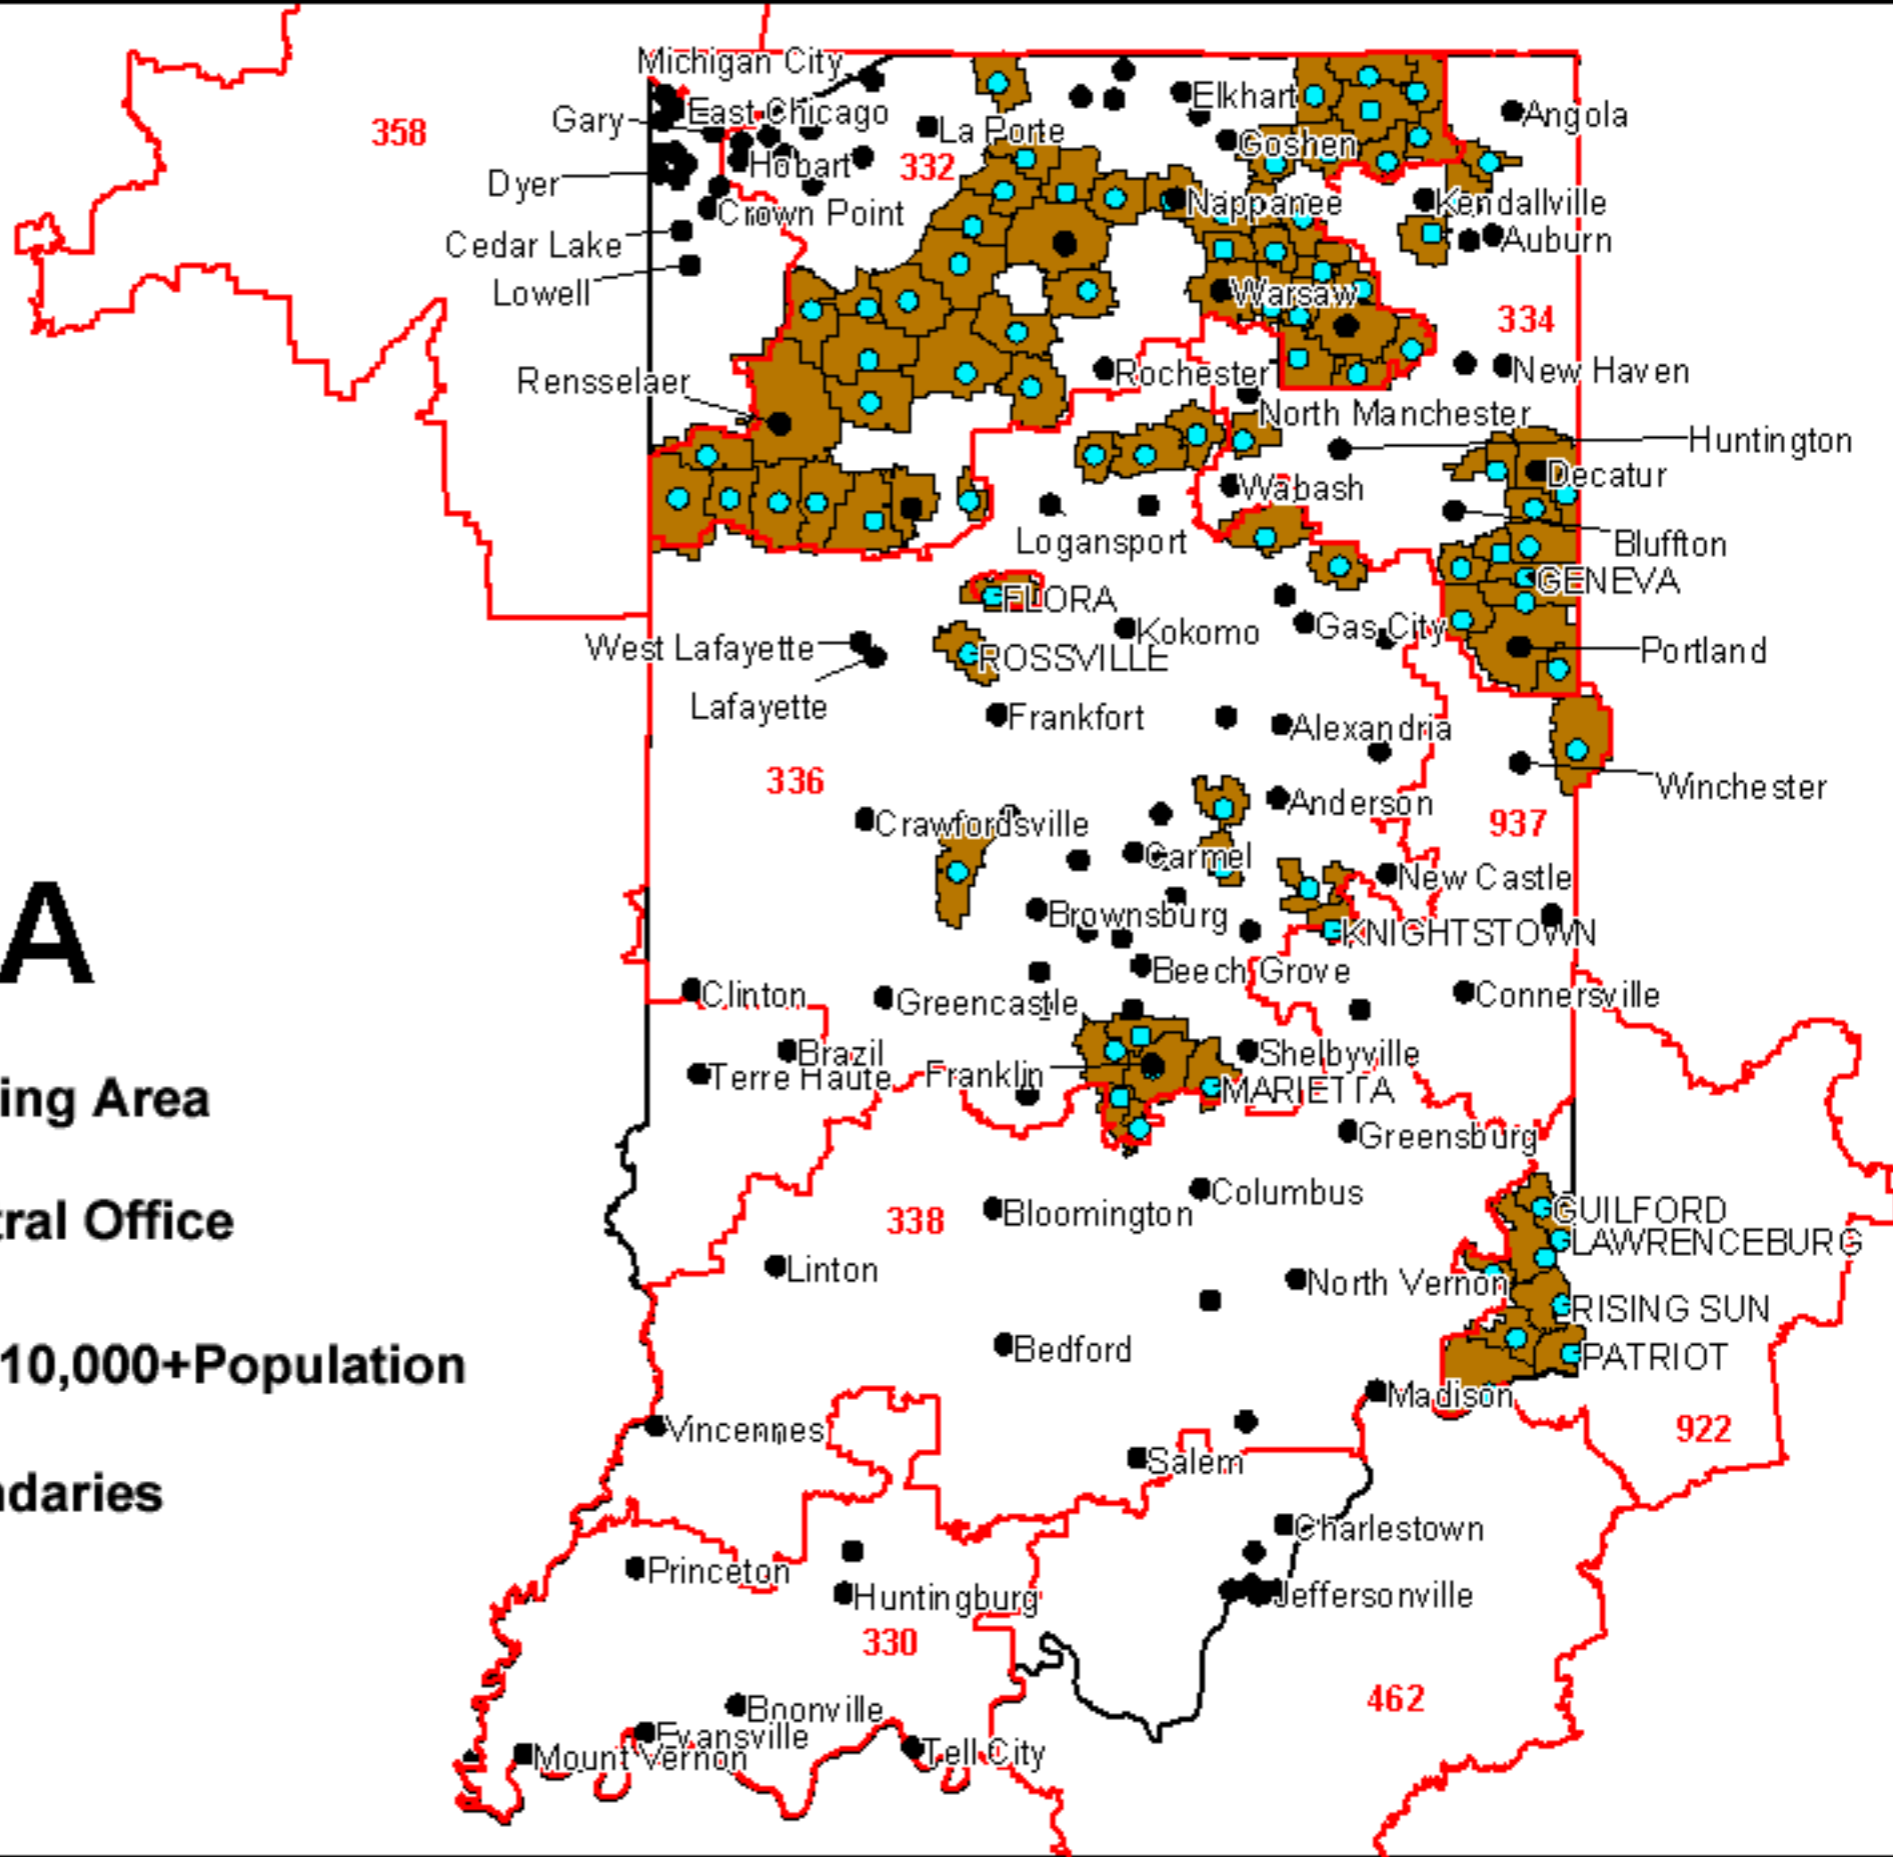 Michigan City
East Chicago
Gary
358
Elkhart
Angola
La Porte
Goshen
Hobart
332
Dyer
Nappanee
Kendallville
Crown Point
Cedar Lake
Auburn
Lowell
Warsaw
334
Rensselaer
Rochester
New Haven
North Manchester
Huntington
Decatur
Wabash
Logansport
Bluffton
GENEVA
FLORA
Kokomo
Gas City
West Lafayette
ROSSVILLE
Portland
Lafayette
Frankfort
Alexandria
336
Winchester
Anderson
Crawfordsville
937
Carmel
New Castle
Brownsburg
KNIGHTSTOWN
A
Beech Grove
Clinton
Greencastle
Connersville
Brazil
Shelbyville
Terre Haute
Franklin
MARIETTA
ing Area
Greensburg
Columbus
GUILFORD
Bloomington
338
tral Office
LAWRENCEBURG
Linton
North Vernon
RISING SUN
Bedford
PATRIOT
10,000+Population
Madison
Vincennes
922
Salem
ndaries
Charlestown
Princeton
Huntingburg
Jeffersonville
330
462
Boonville
Evansville
Mount Vernon
Tell City